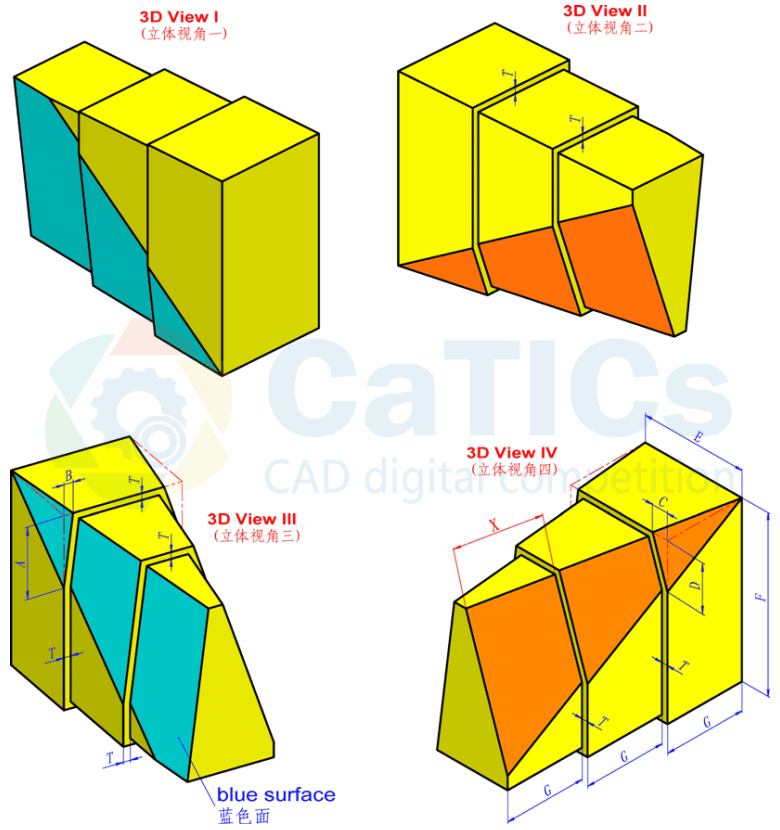 3D View I
(立体视角一)
3D View II
(立体视角二)
T
T
CaTICs
CAD digital competition
3D View III
(立体视角三)
B
T
T
A
T
T
blue surface
蓝色面
3D View IV
(立体视角四)
E
X
C
D
F
T
T
G
G
G